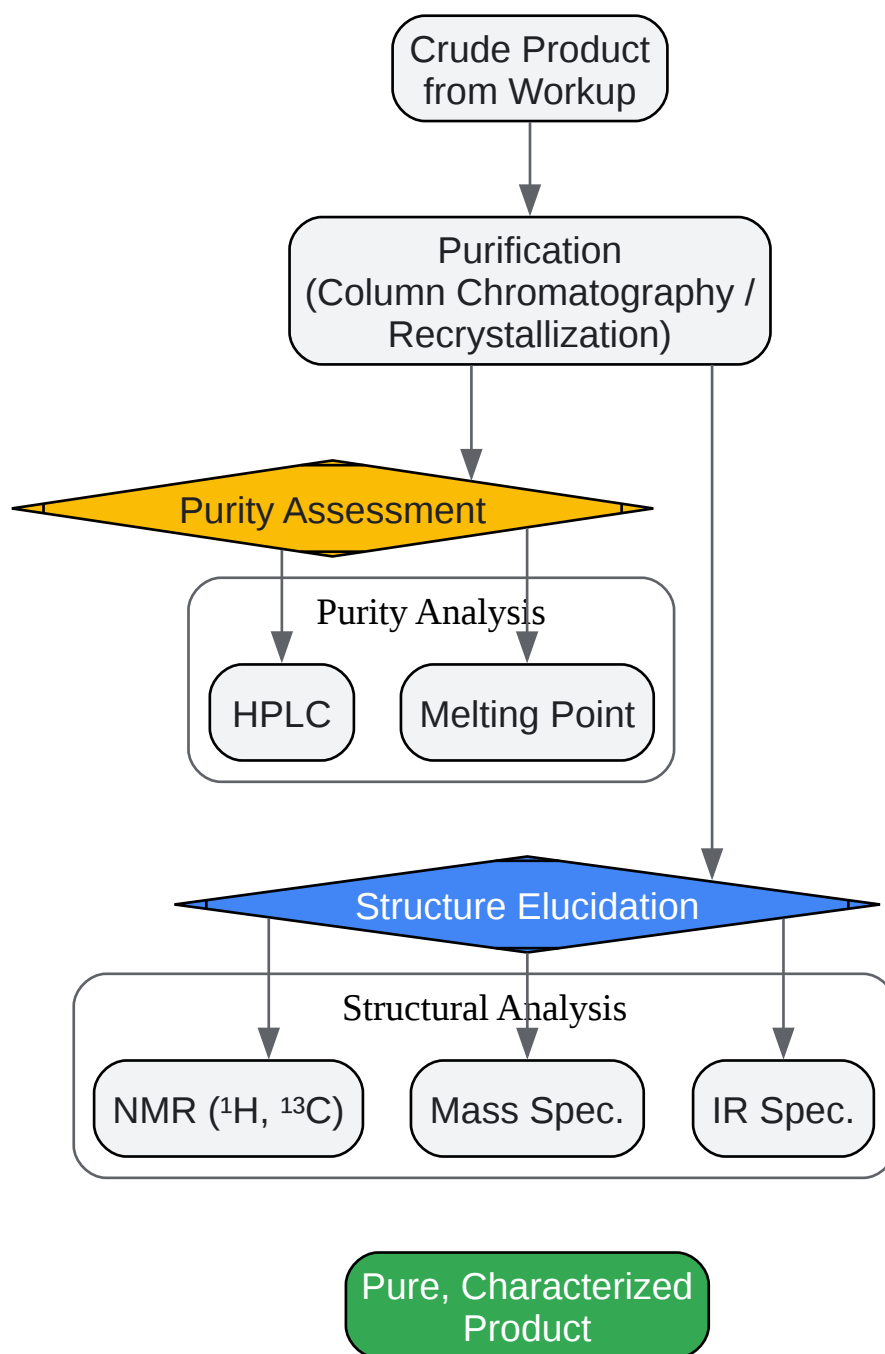 Crude Product
from Workup
Purification
(Column Chromatography /
Recrystallization)
Purity Assessment
Purity Analysis
HPLC
Melting Point
Structure Elucidation
Structural Analysis
NMR (¹H, ¹³C)
Mass Spec.
IR Spec.
Pure, Characterized
Product